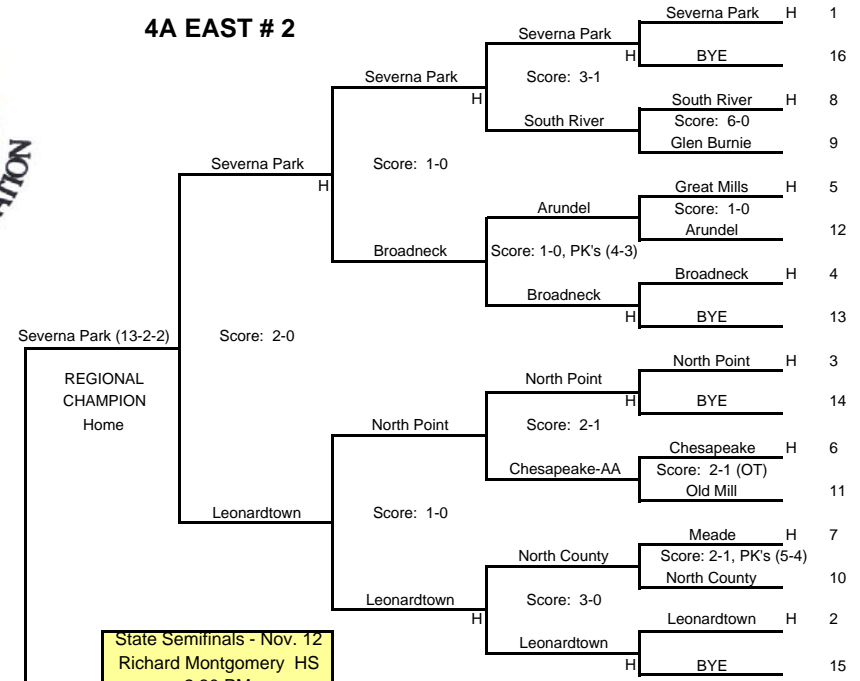 4A EAST # 2
Severna Park H 1
Severna Park
H BYE 16
Severna Park Score: 3-1
H South River H 8
South River Score: 6-0
Glen Burnie 9
Severna Park Score: 1-0
H Great Mills H 5
Arundel Score: 1-0
Arundel 12
Broadneck Score: 1-0, PK's (4-3)
Broadneck H 4
Broadneck
H BYE 13
Severna Park (13-2-2) Score: 2-0
North Point H 3
REGIONAL North Point
CHAMPION H BYE 14
Home North Point Score: 2-1
Chesapeake H 6
Chesapeake-AA Score: 2-1 (OT)
Old Mill 11
Leonardtown Score: 1-0
Meade H 7
North County Score: 2-1, PK's (5-4)
North County 10
Leonardtown Score: 3-0
H Leonardtown H 2
State Semifinals - Nov. 12 Leonardtown
Richard Montgomery HS H BYE 15